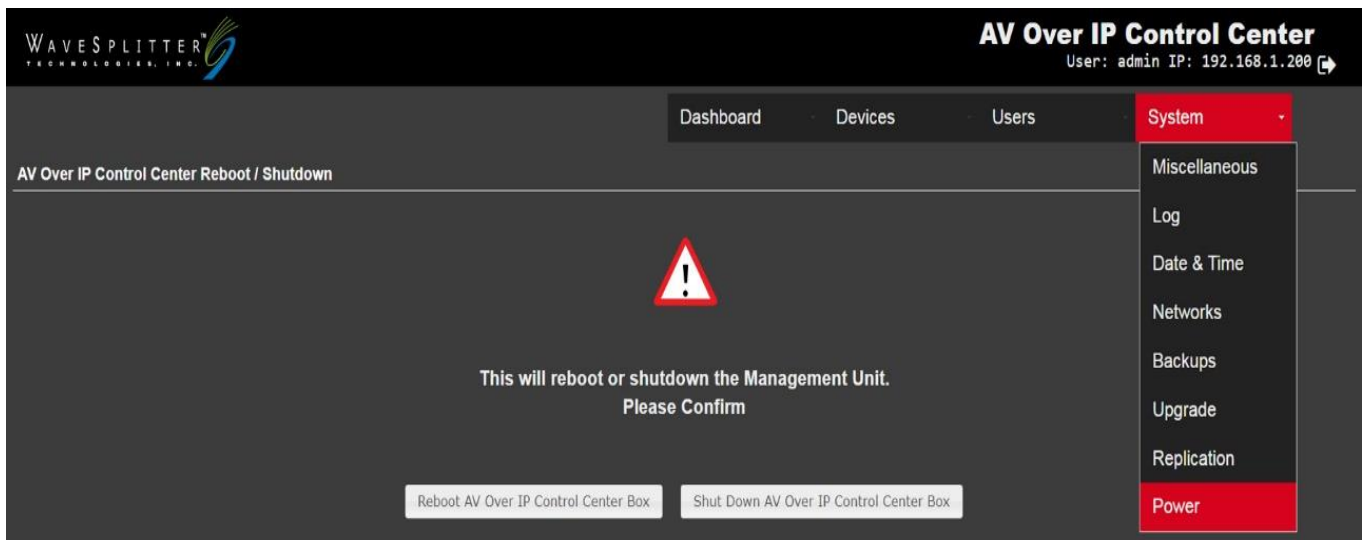 WAVESPLITTER™
TECHNOLOGIES, INC.
AV Over IP Control Center
User: admin IP: 192.168.1.200
Dashboard
Devices
Users
System
AV Over IP Control Center Reboot / Shutdown
Miscellaneous
Log
Date & Time
Networks
Backups
Upgrade
Replication
Power
!
This will reboot or shutdown the Management Unit.
Please Confirm
Reboot AV Over IP Control Center Box
Shut Down AV Over IP Control Center Box